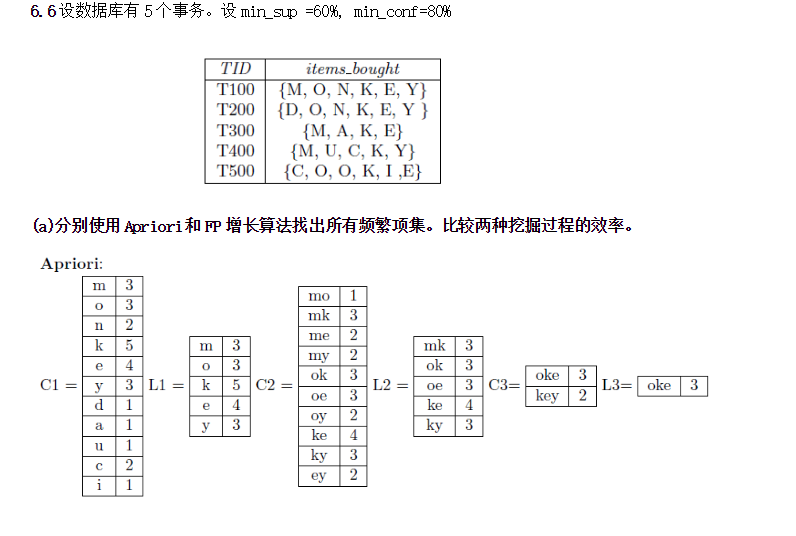 6.6设数据库有 5 个事务。设 min_sup =60%, min_conf=80%
TID items_bought
T100 {M, O, N, K, E, Y}
T200 {D, O, N, K, E, Y }
T300 {M, A, K, E}
T400 {M, U, C, K, Y}
T500 {C, O, O, K, I ,E}
(a)分别使用 Apriori 和 FP 增长算法找出所有频繁项集。比较两种挖掘过程的效率。
Apriori:
C1 =
m 3
o 3
n 2
k 5
e 4
y 3
d 1
a 1
u 1
c 2
i 1
L1 =
m 3
o 3
k 5
e 4
y 3
C2 =
mo 1
mk 3
me 2
my 2
ok 3
oe 3
oy 2
ke 4
ky 3
ey 2
L2 =
mk 3
ok 3
oe 3
ke 4
ky 3
C3=
oke 3
key 2
L3=
oke 3